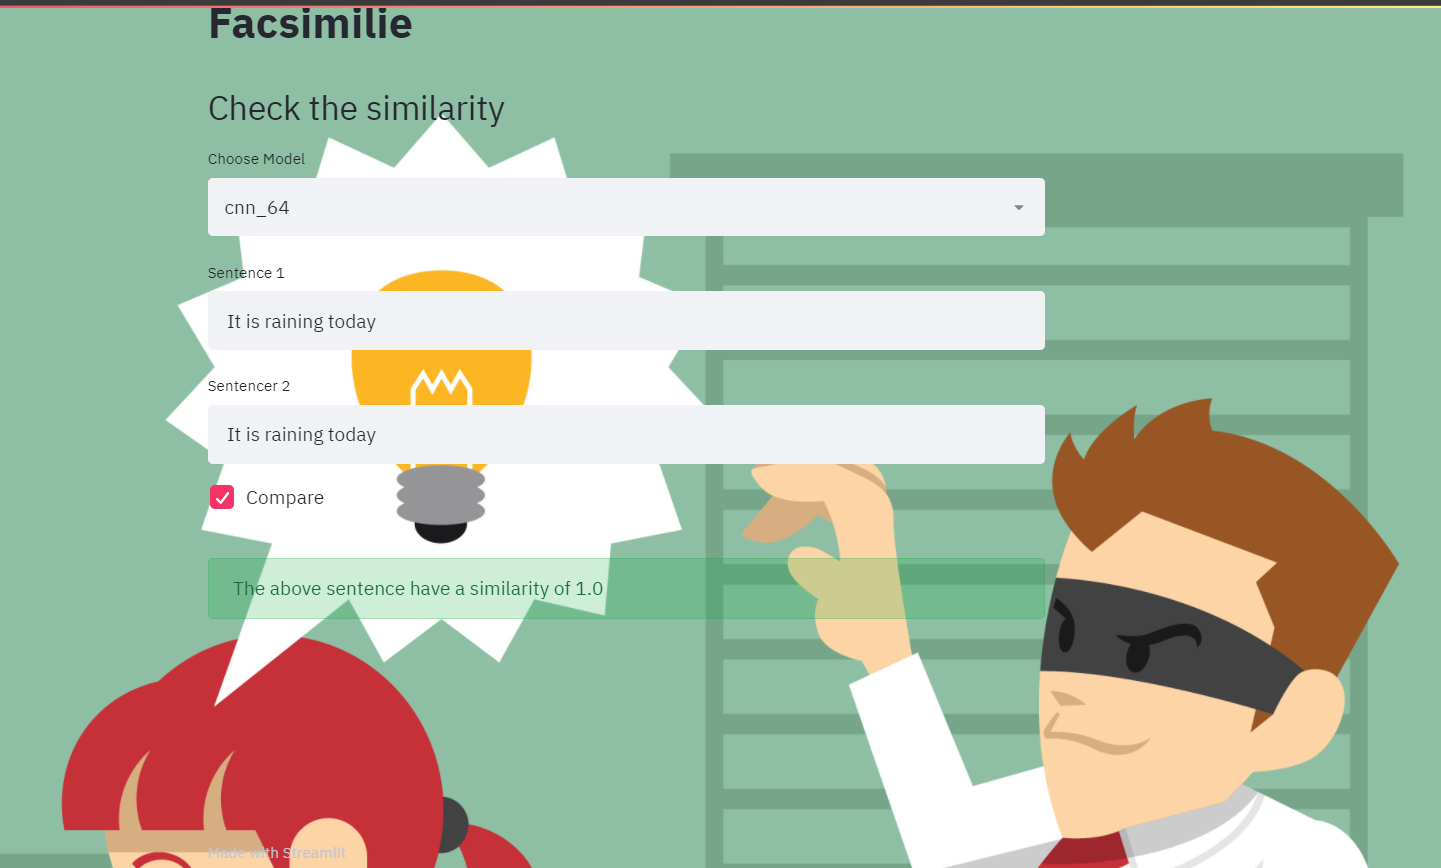 Facsimilie
Check the similarity
Choose Model
cnn_64
Sentence 1
It is raining today
Sentencer 2
It is raining today
Compare
The above sentence have a similarity of 1.0
Made with Streamlit